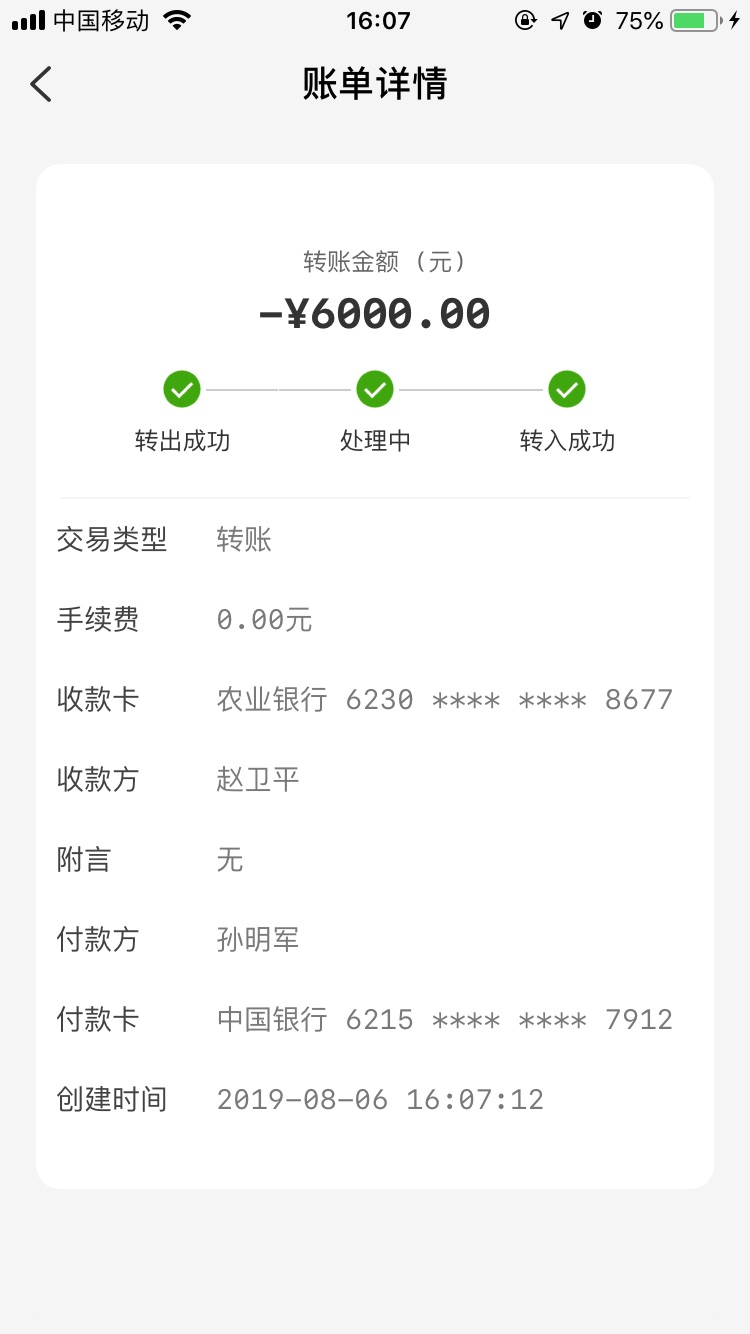 中国移动 16:07 75%
账单详情
转账金额（元）
-¥6000.00
转出成功 处理中 转入成功
交易类型 转账
手续费 0.00元
收款卡 农业银行 6230 **** **** 8677
收款方 赵卫平
附言 无
付款方 孙明军
付款卡 中国银行 6215 **** **** 7912
创建时间 2019-08-06 16:07:12